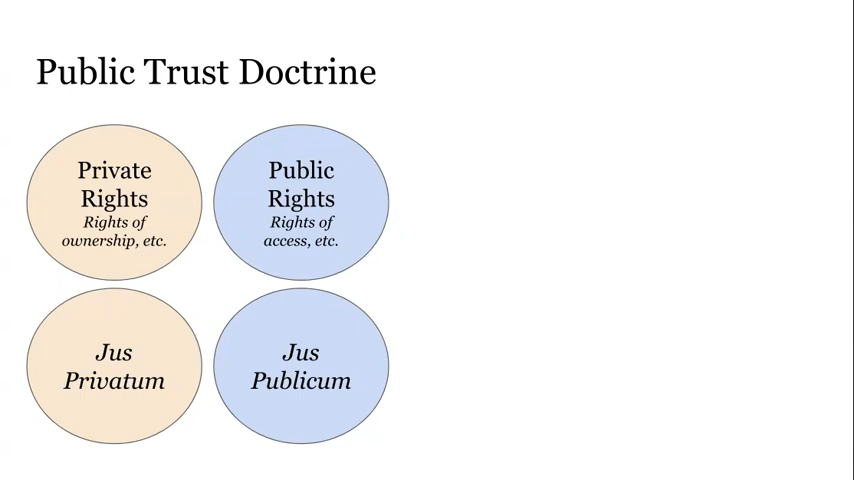 Public Trust Doctrine
Private
Rights
Rights of
ownership, etc.
Public
Rights
Rights of
access, etc.
Jus
Privatum
Jus
Publicum